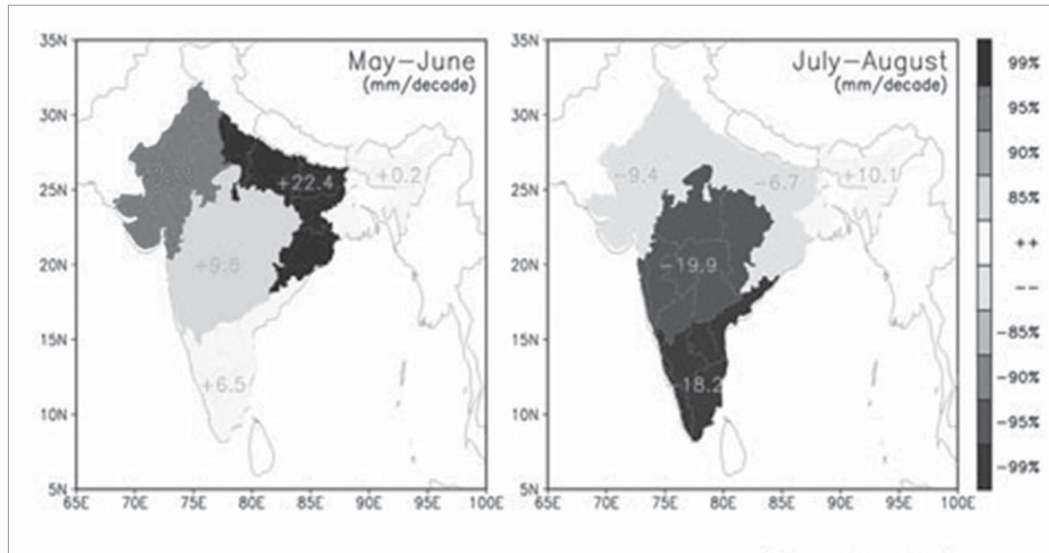 May-June
(mm/decade)
35N
30N
25N
20N
15N
10N
5N
+22.4
+0.2
+9.6
+6.5
65E 70E 75E 80E 85E 90E 95E 100E
July-August
(mm/decade)
35N
30N
25N
20N
15N
10N
5N
-9.4
-6.7
+10.1
-19.9
-18.2
65E 70E 75E 80E 85E 90E 95E 100E
99%
95%
90%
85%
++
--
-85%
-90%
-95%
-99%